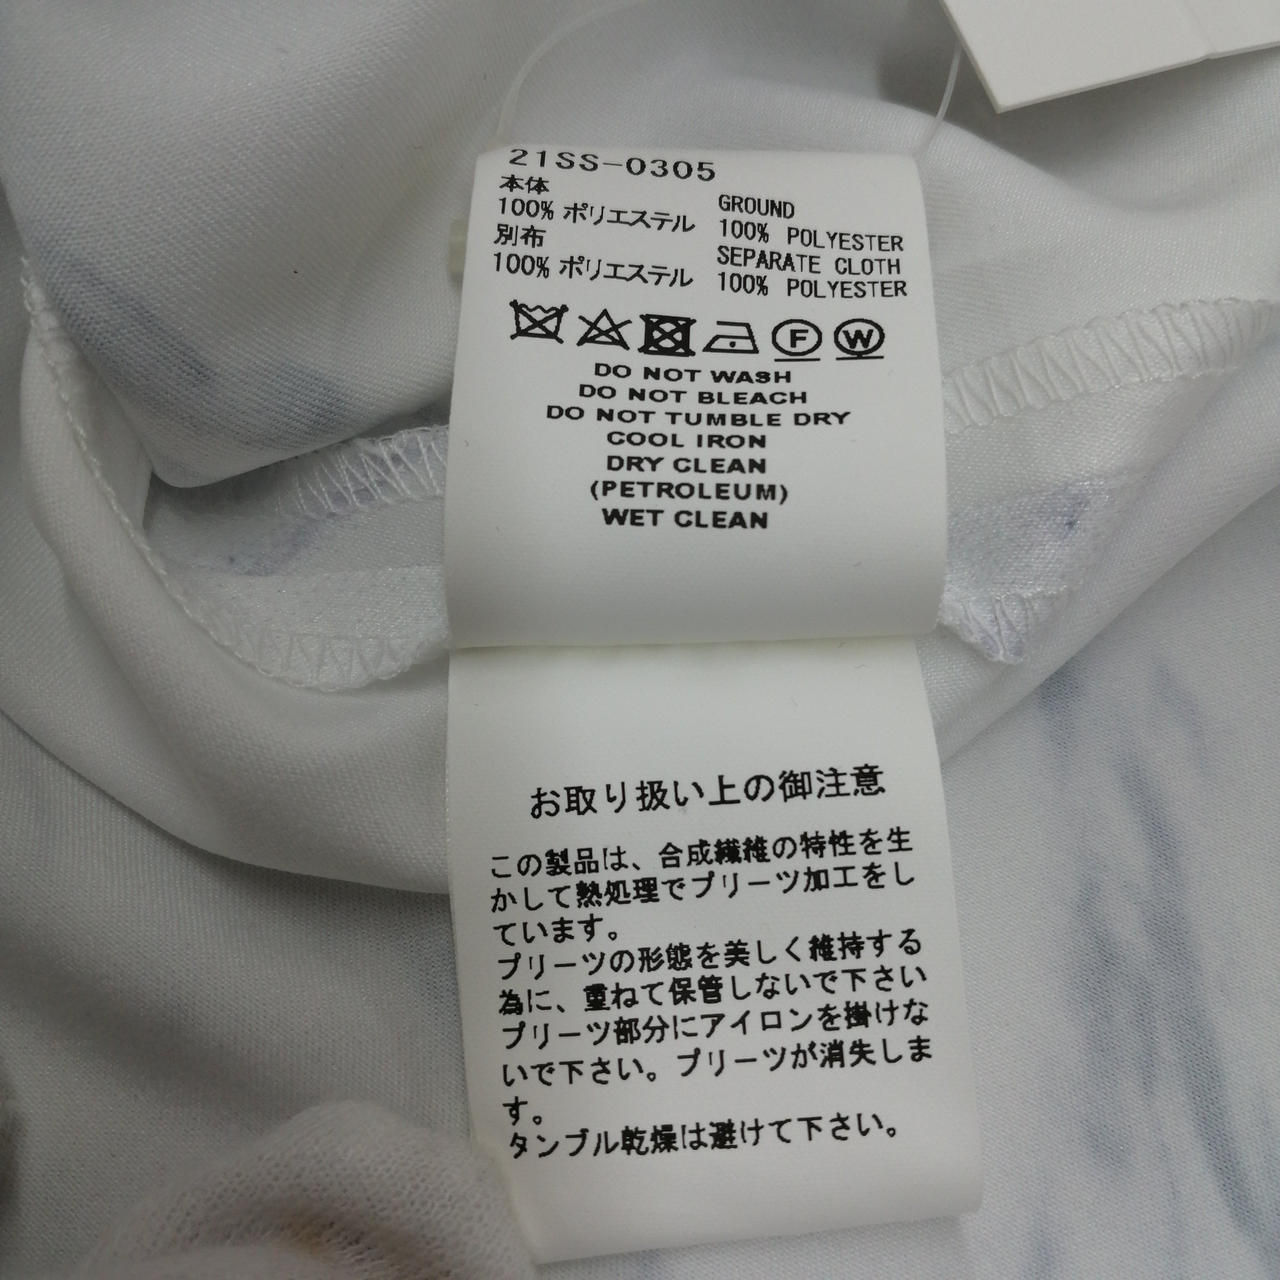 21SS-0305
本体
100% ポリエステル
別布
100% ポリエステル
GROUND
100% POLYESTER
SEPARATE CLOTH
100% POLYESTER
F W
DO NOT WASH
DO NOT BLEACH
DO NOT TUMBLE DRY
COOL IRON
DRY CLEAN
(PETROLEUM)
WET CLEAN
お取り扱い上の御注意
この製品は、合成繊維の特性を生
かして熱処理でプリーツ加工をし
ています。
プリーツの形態を美しく維持する
為に、重ねて保管しないで下さい
プリーツ部分にアイロンを掛けな
いで下さい。プリーツが消失しま
す。
タンブル乾燥は避けて下さい。